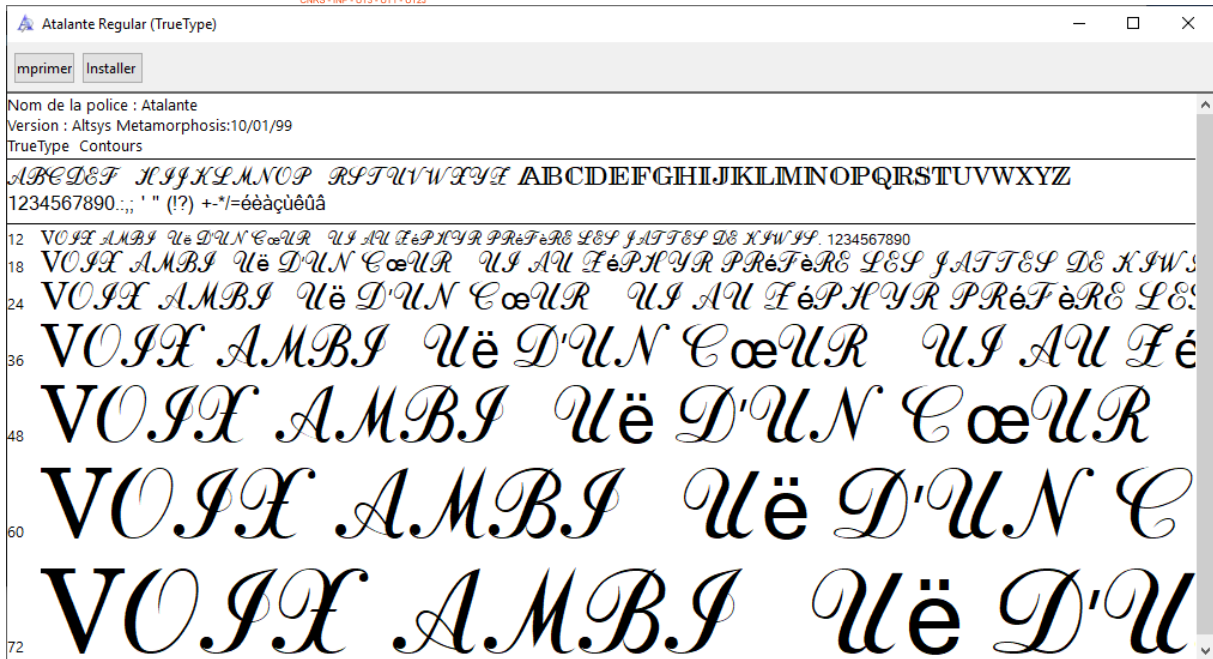 Atalante Regular (TrueType)
mprimer Installer
Nom de la police : Atalante
Version : Altsys Metamorphosis:10/01/99
TrueType Contours
ABCDEF HIJKLMNOP RSTUVWXYZ ABCDEFGHIJKLMNOPQRSTUVWXYZ
1234567890.:,; ' " (!?) +-*/=éèàçùêûâ
12 VOIX AMBI Uë D'UN CœUR UI AU ZéPHYR PRéFèRE LES JATTES DE KIWIS. 1234567890
18 VOIX AMBI Uë D'UN CœUR UI AU ZéPHYR PRéFèRE LES JATTES DE KIW
24 VOIX AMBI Uë D'UN CœUR UI AU ZéPHYR PRéFèRE LES
36 VOIX AMBI Uë D'UN CœUR UI AU Zé
48 VOIX AMBI Uë D'UN CœUR
60 VOIX AMBI Uë D'UN C
72 VOIX AMBI Uë D'U